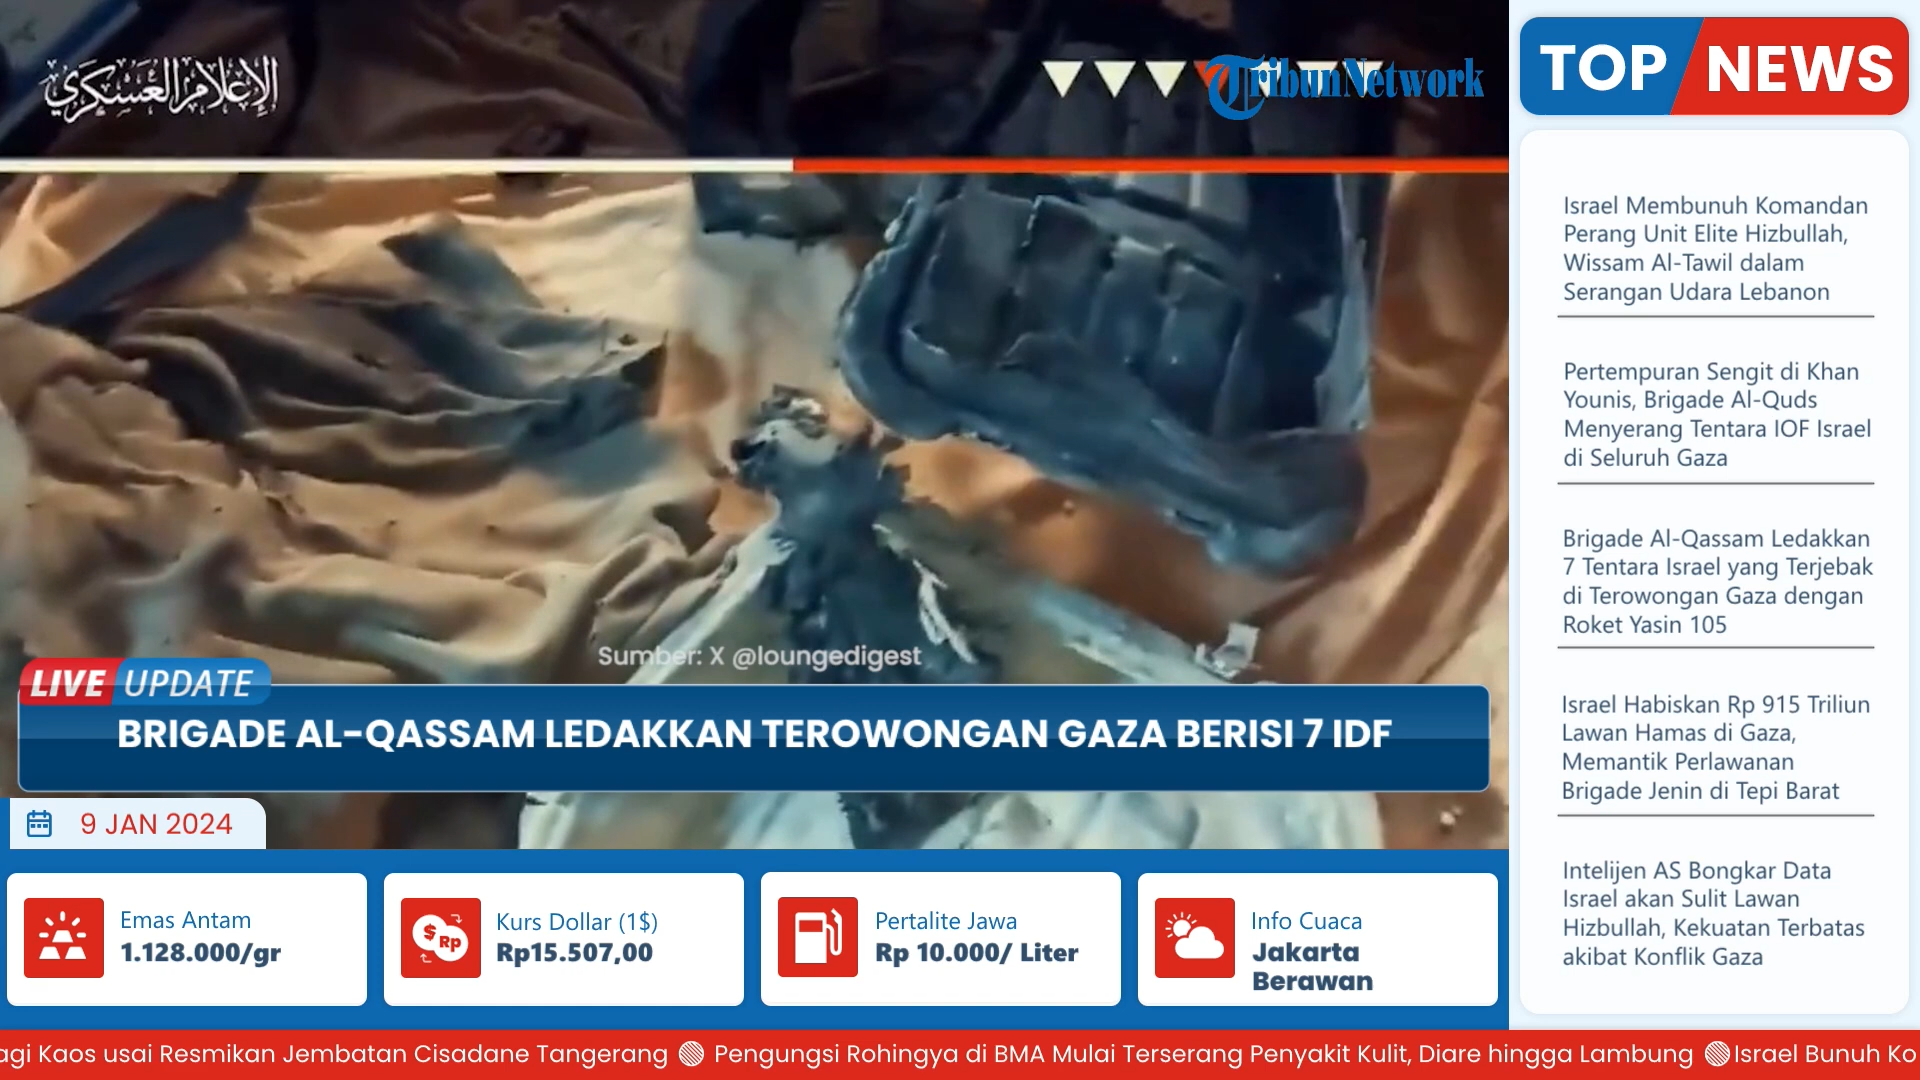 الإعلام العسكري
TribunNetwork
TOP NEWS
Israel Membunuh Komandan
Perang Unit Elite Hizbullah,
Wissam Al-Tawil dalam
Serangan Udara Lebanon
Pertempuran Sengit di Khan
Younis, Brigade Al-Quds
Menyerang Tentara IOF Israel
di Seluruh Gaza
Brigade Al-Qassam Ledakkan
7 Tentara Israel yang Terjebak
di Terowongan Gaza dengan
Roket Yasin 105
Israel Habiskan Rp 915 Triliun
Lawan Hamas di Gaza,
Memantik Perlawanan
Brigade Jenin di Tepi Barat
Intelijen AS Bongkar Data
Israel akan Sulit Lawan
Hizbullah, Kekuatan Terbatas
akibat Konflik Gaza
Sumber: X @loungedigest
LIVE UPDATE
BRIGADE AL-QASSAM LEDAKKAN TEROWONGAN GAZA BERISI 7 IDF
9 JAN 2024
Emas Antam
1.128.000/gr
Kurs Dollar (1$)
Rp15.507,00
Pertalite Jawa
Rp 10.000/ Liter
Info Cuaca
Jakarta
Berawan
agi Kaos usai Resmikan Jembatan Cisadane Tangerang Pengungsi Rohingya di BMA Mulai Terserang Penyakit Kulit, Diare hingga Lambung Israel Bunuh Ko